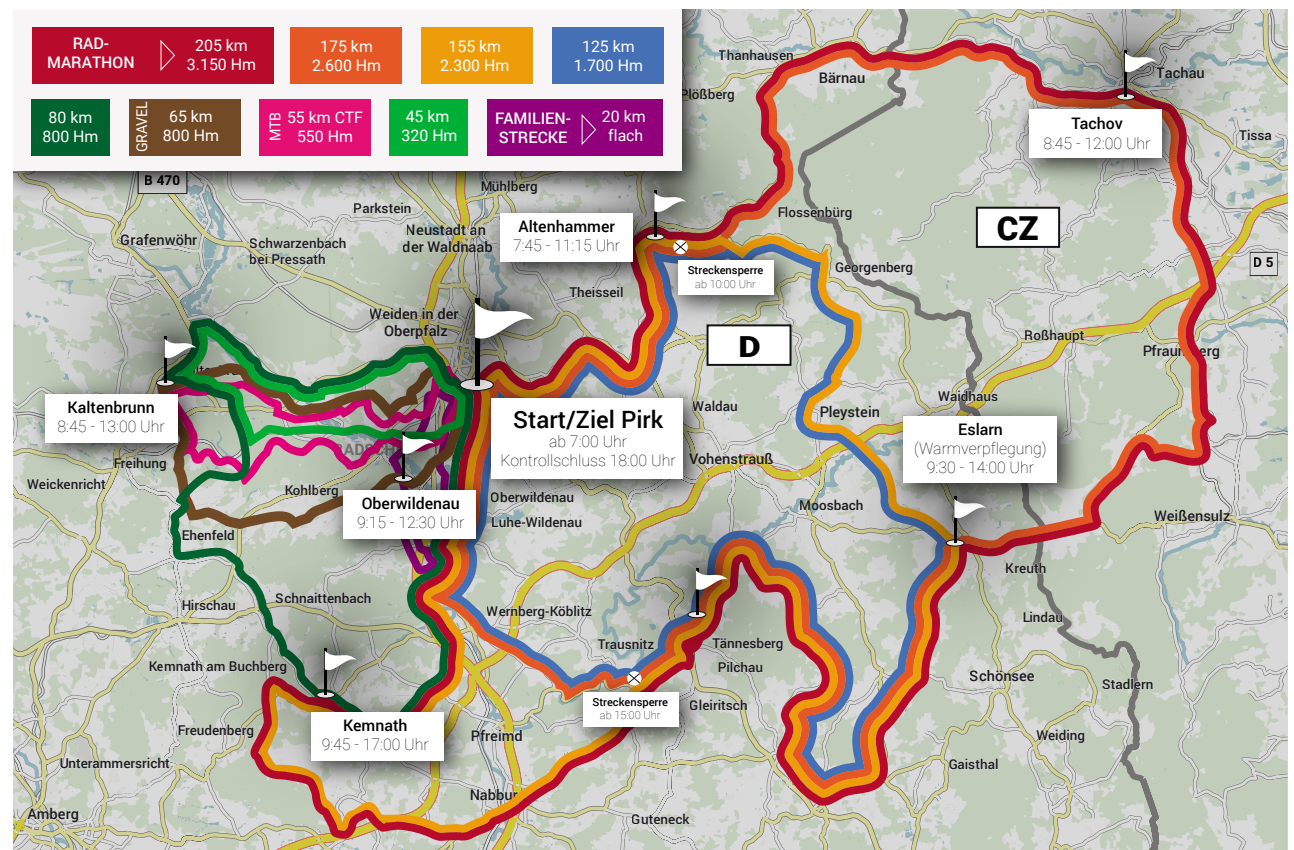 RAD-
MARATHON
205 km
3.150 Hm
175 km
2.600 Hm
155 km
2.300 Hm
125 km
1.700 Hm
80 km
800 Hm
GRAVEL
65 km
800 Hm
MTB
55 km CTF
550 Hm
45 km
320 Hm
FAMILIEN-
STRECKE
20 km
flach
Thanhausen
Bärnau
Plößberg
Tachau
Tachov
8:45 - 12:00 Uhr
Tissa
B 470
Mühlberg
Parkstein
Neustadt an
der Waldnaab
Grafenwöhr
Schwarzenbach
bei Pressath
Altenhammer
7:45 - 11:15 Uhr
Flossenbürg
CZ
D 5
Streckensperre
ab 10:00 Uhr
Georgenberg
Theisseil
Weiden in der
Oberpfalz
D
Roßhaupt
Kaltenbrunn
8:45 - 13:00 Uhr
Start/Ziel Pirk
ab 7:00 Uhr
Kontrollschluss 18:00 Uhr
Waldau
Pleystein
Waidhaus
Eslarn
(Warmverpflegung)
9:30 - 14:00 Uhr
Freihung
Vohenstrauß
Weickenricht
Kohlberg
Oberwildenau
9:15 - 12:30 Uhr
Oberwildenau
Luhe-Wildenau
Moosbach
Weißensulz
Ehenfeld
Kreuth
Hirschau
Schnaittenbach
Wernberg-Köblitz
Lindau
Trausnitz
Tännesberg
Pilchau
Kemnath am Buchberg
Schönsee
Stadlern
Streckensperre
ab 15:00 Uhr
Gleiritsch
Kemnath
9:45 - 17:00 Uhr
Freudenberg
Pfreimd
Weiding
Unterammersricht
Gaisthal
Nabburg
Amberg
Guteneck